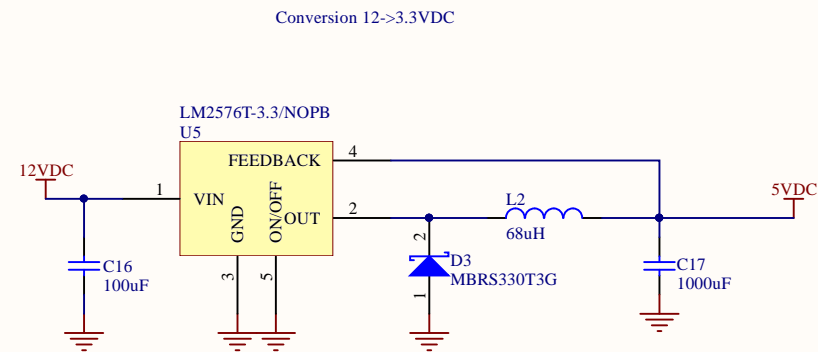 Conversion 12->3.3VDC
LM2576T-3.3/NOPB
U5
12VDC
1
VIN
FEEDBACK
4
GND
ON/OFF
OUT
2
3
5
L2
68uH
5VDC
C16
100uF
2
D3
MBRS330T3G
1
C17
1000uF